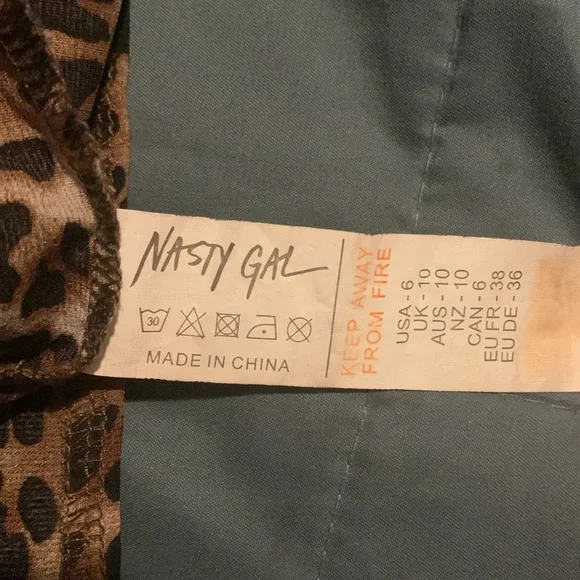 NASTY GAL
30
MADE IN CHINA
KEEP AWAY
FROM FIRE
USA - 6
UK - 10
AUS - 10
NZ - 10
CAN - 6
EU FR - 38
EU DE - 36